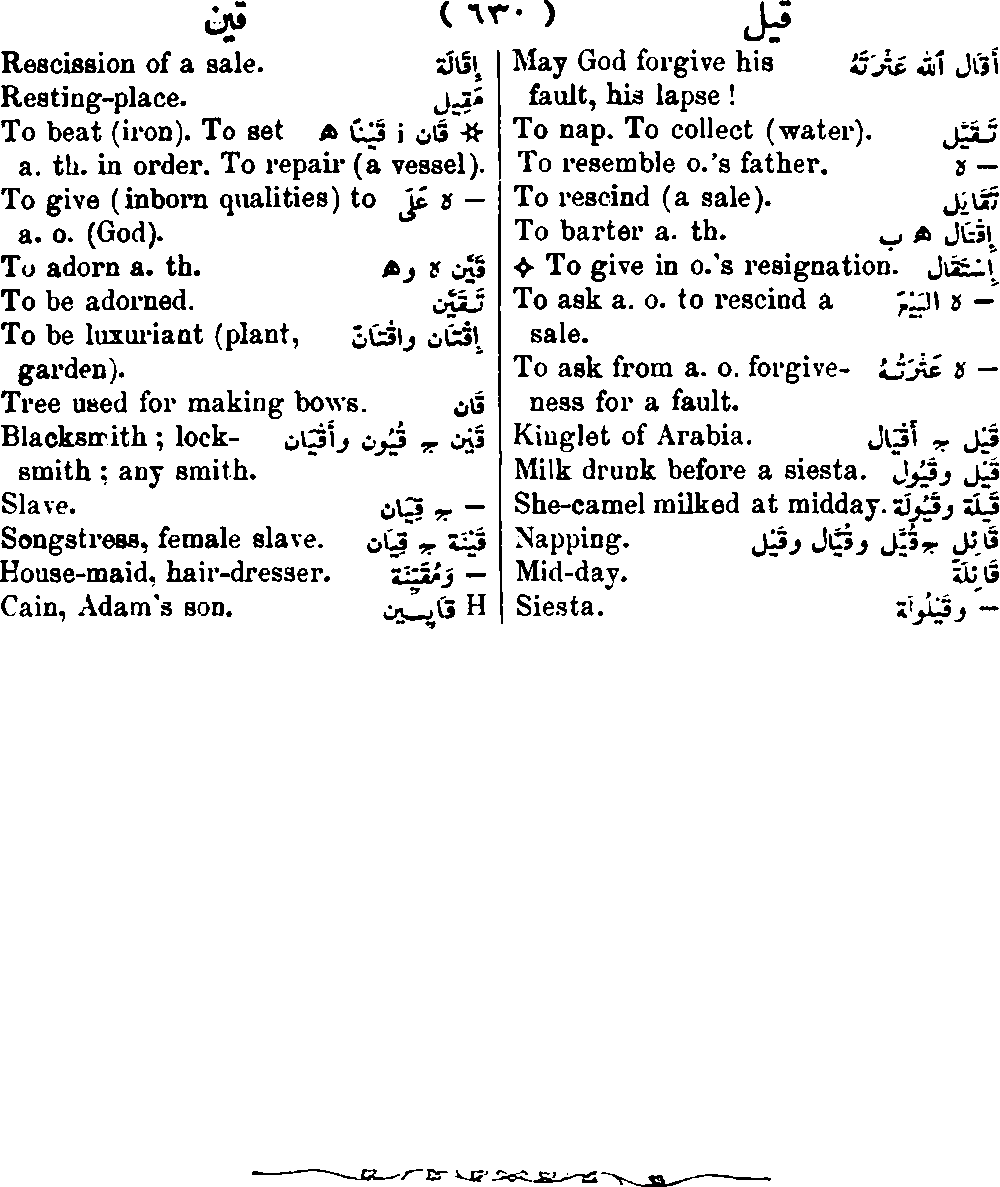 قين ( ٦٣٠ ) قيل
May God forgive his أَقَال ٱللّٰه عَثْرَتَهُ
fault, his lapse !
To nap. To collect (water). تَقَيَّل
To resemble o.'s father. — ه
To rescind (a sale). تَقَايَل
To barter a. th. إِقْتَال ه ب
✧ To give in o.'s resignation. إِسْتَقَال
To ask a. o. to rescind a — ه البَيْعَ
sale.
To ask from a. o. forgive- — ه عَثْرَتَهُ
ness for a fault.
Kinglet of Arabia. قَيْل ج أَقْيَال
Milk drunk before a siesta. قَيْل وقَيُول
She-camel milked at midday. قَيْلَة وقَيُولَة
Napping. قَائِل ج قُيَّل وقُيَّال وقَيْل
Mid-day. قَائِلَة
Siesta. — وقَيْلُولَة
Rescission of a sale. إِقَالَة
Resting-place. مَقِيل
To beat (iron). To set ✲ قَان i قَيْنًا ه
a. th. in order. To repair (a vessel).
To give (inborn qualities) to — ه عَلَى
a. o. (God).
To adorn a. th. قَيَّن ه وه
To be adorned. تَقَيَّن
To be luxuriant (plant, إِقْتَان واقْتَانّ
garden).
Tree used for making bows. قَان
Blacksmith ; lock- قَيْن ج قُيُون وأَقْيَان
smith ; any smith.
Slave. — ج قِيَان
Songstress, female slave. قَيْنَة ج قِيَان
House-maid, hair-dresser. — وَمُقَيِّنَة
Cain, Adam's son. H قَايِين